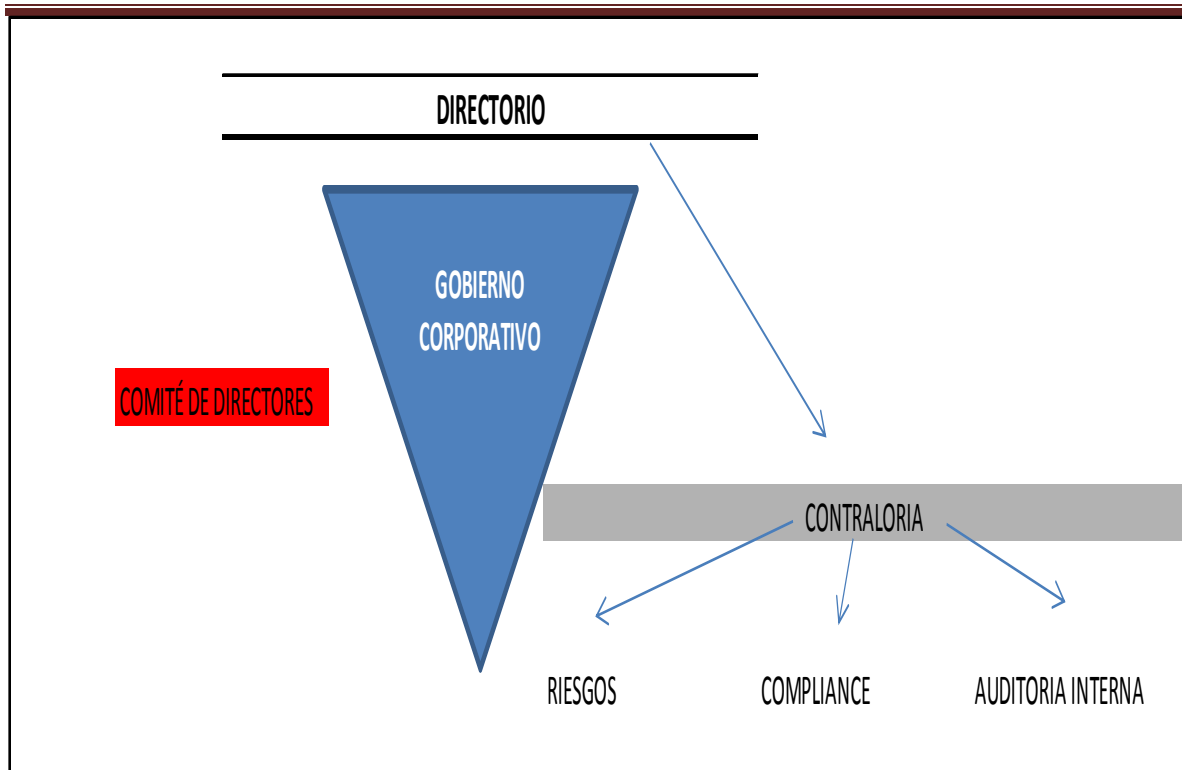 DIRECTORIO
GOBIERNO
CORPORATIVO
COMITÉ DE DIRECTORES
CONTRALORIA
RIESGOS
COMPLIANCE
AUDITORIA INTERNA